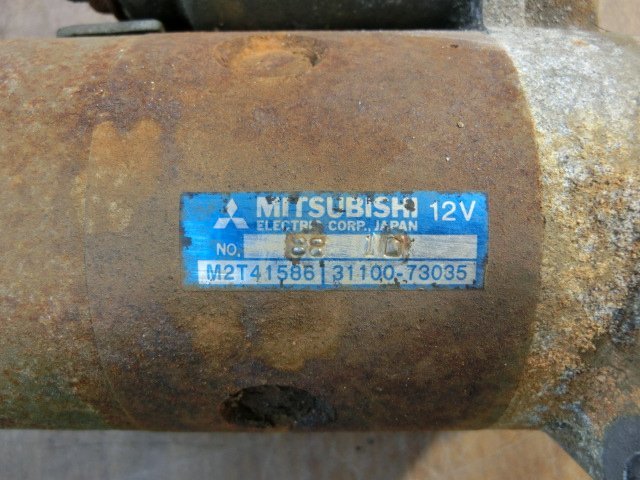 MITSUBISHI 12V
ELECTRIC CORP. JAPAN
NO.
M2T41586 31100-73035